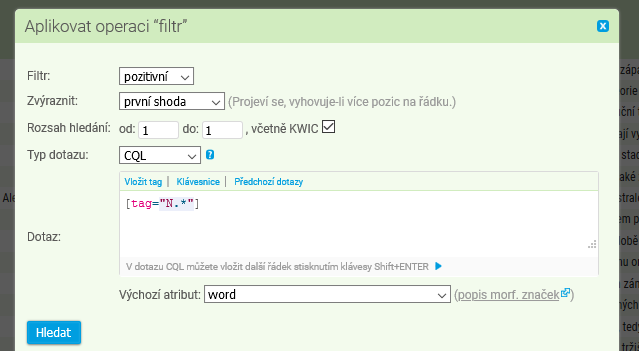 Aplikovat operaci “filtr”
Filtr: pozitivní
Zvýraznit: první shoda (Projeví se, vyhovuje-li více pozic na řádku.)
Rozsah hledání: od: 1 do: 1 , včetně KWIC
Typ dotazu: CQL
Vložit tag | Klávesnice | Předchozí dotazy
[tag="N.*"]
Dotaz:
V dotazu CQL můžete vložit další řádek stisknutím klávesy Shift+ENTER
Výchozí atribut: word (popis morf. značek)
Hledat